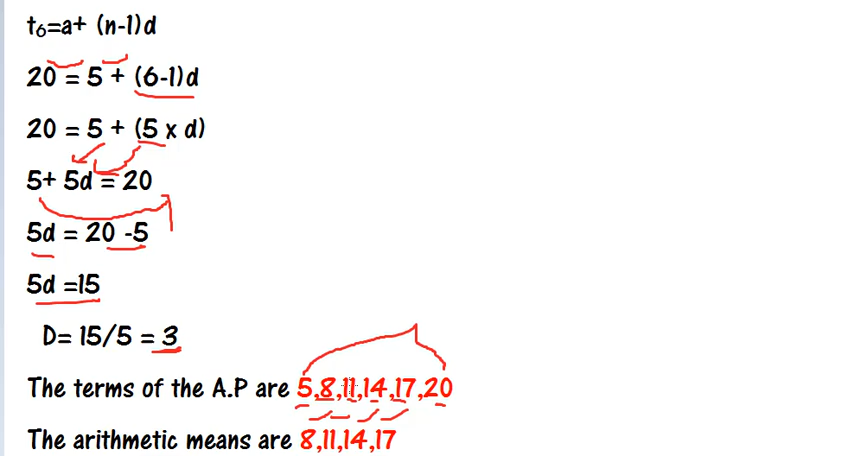 t₆=a+ (n-1)d
20 = 5 + (6-1)d
20 = 5 + (5 x d)
5+ 5d = 20
5d = 20 -5
5d =15
D= 15/5 = 3
The terms of the A.P are 5,8,11,14,17,20
The arithmetic means are 8,11,14,17